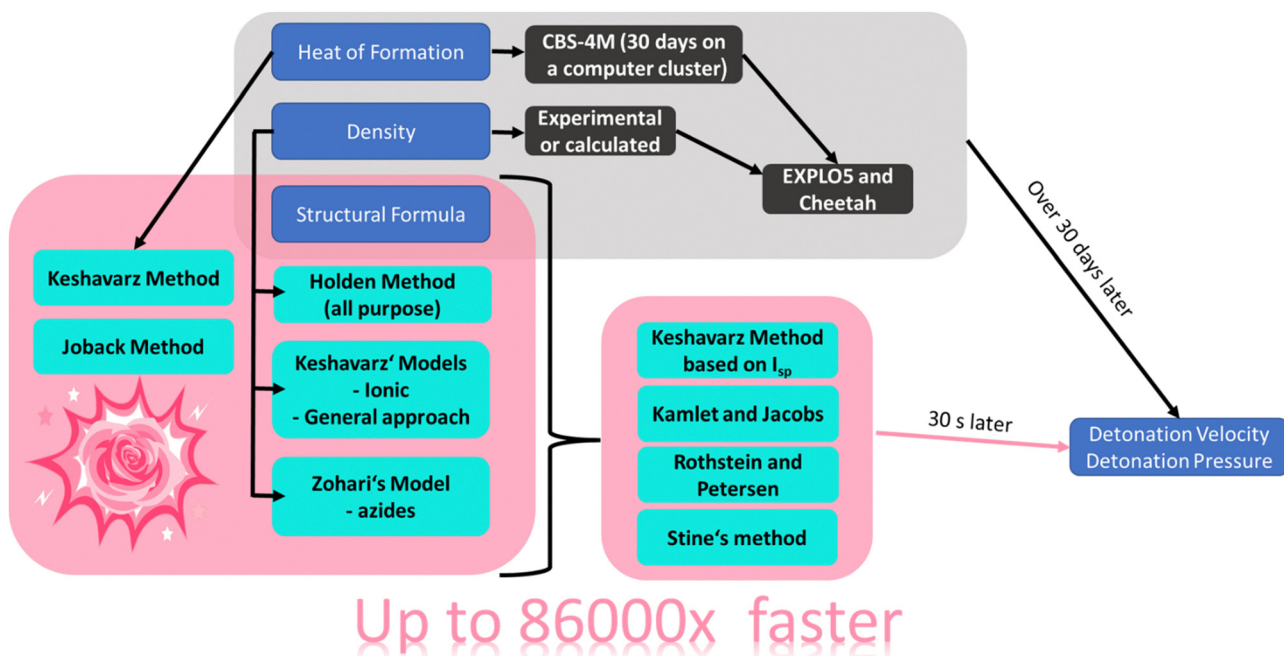 Heat of Formation
CBS-4M (30 days on
a computer cluster)
Density
Experimental
or calculated
EXPLO5 and
Cheetah
Structural Formula
Over 30 days later
Keshavarz Method
Joback Method
Holden Method
(all purpose)
Keshavarz‘ Models
- Ionic
- General approach
Zohari‘s Model
- azides
Keshavarz Method
based on Isp
Kamlet and Jacobs
Rothstein and
Petersen
Stine‘s method
30 s later
Detonation Velocity
Detonation Pressure
Up to 86000x faster